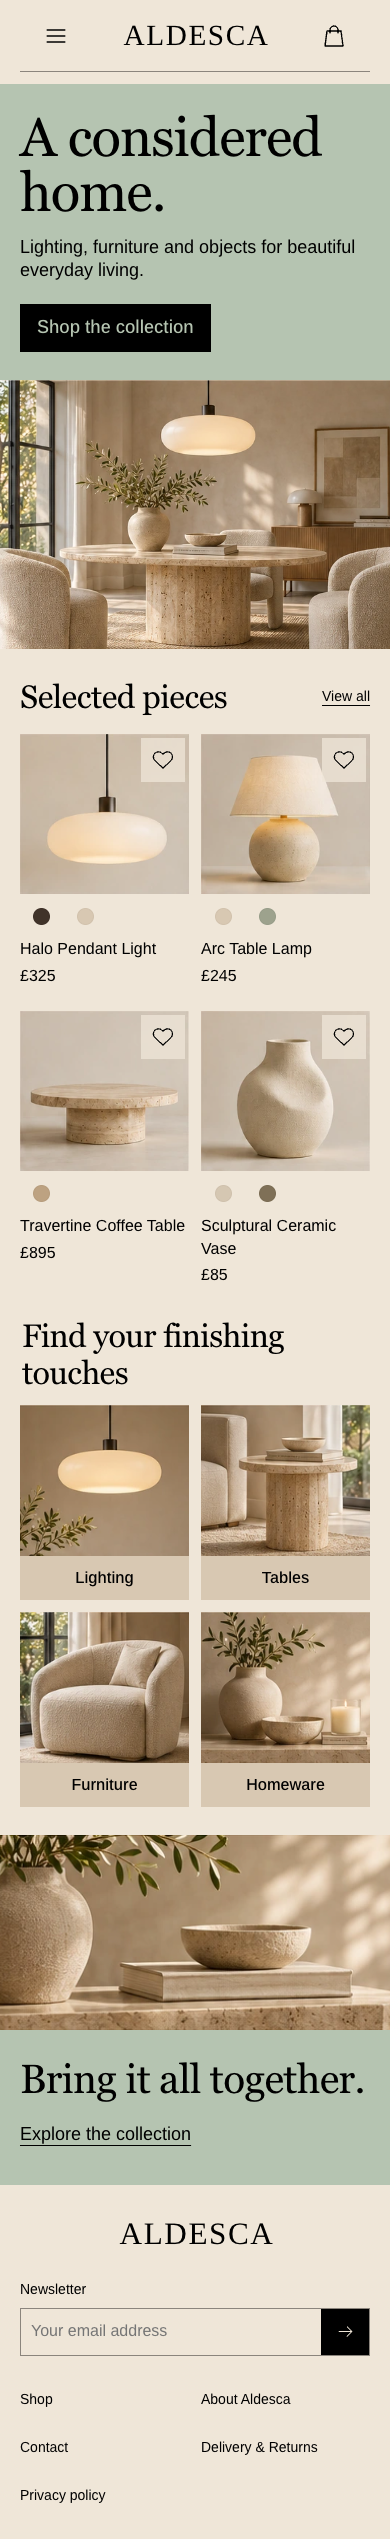 ALDESCA
A considered
home.
Lighting, furniture and objects for beautiful
everyday living.
Shop the collection
Selected pieces
View all
Halo Pendant Light
£325
Arc Table Lamp
£245
Travertine Coffee Table
£895
Sculptural Ceramic
Vase
£85
Find your finishing
touches
Lighting
Tables
Furniture
Homeware
Bring it all together.
Explore the collection
ALDESCA
Newsletter
Your email address
Shop
About Aldesca
Contact
Delivery & Returns
Privacy policy